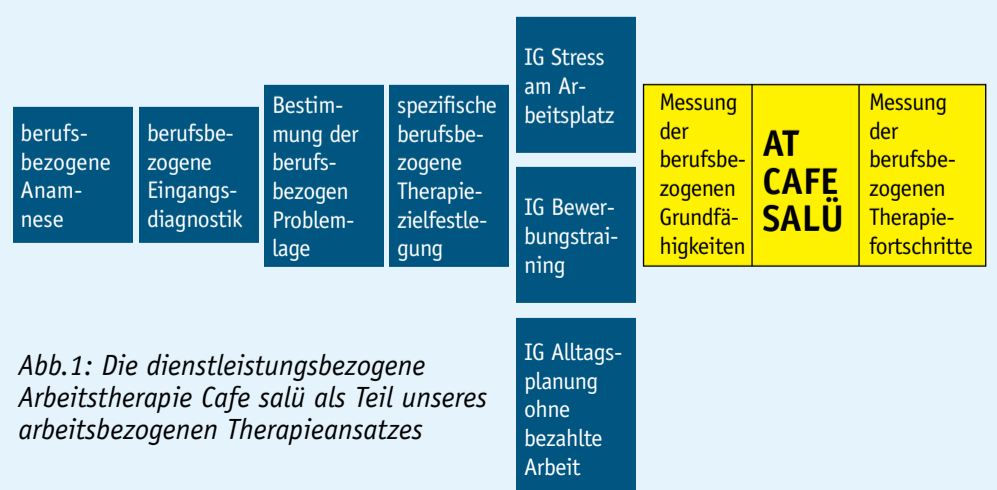 berufs-
bezogene
Anam-
nese
berufsbe-
zogene
Eingangs-
diagnostik
Bestim-
mung der
berufs-
bezogen
Problem-
lage
spezifische
berufsbe-
zogene
Therapie-
zielfestle-
gung
IG Stress
am Ar-
beitsplatz
IG Bewer-
bungstrai-
ning
IG Alltags-
planung
ohne
bezahlte
Arbeit
Messung
der
berufsbe-
zogenen
Grundfä-
higkeiten
AT
CAFE
SALÜ
Messung
der
berufsbe-
zogenen
Therapie-
fortschritte
Abb.1: Die dienstleistungsbezogene
Arbeitstherapie Cafe salü als Teil unseres
arbeitsbezogenen Therapieansatzes